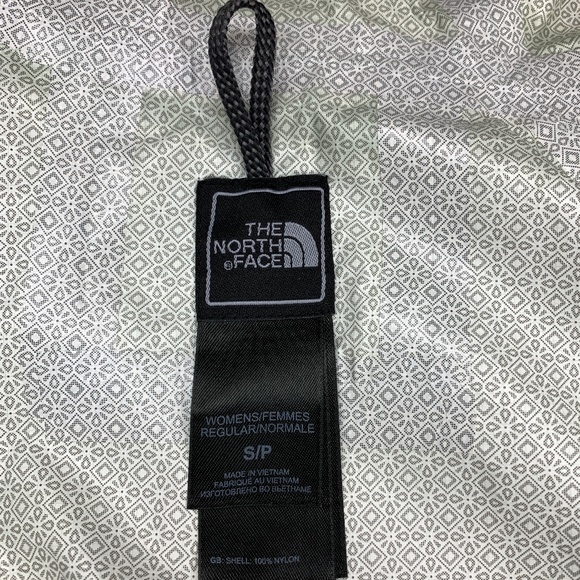 THE
NORTH
®FACE
WOMENS/FEMMES
REGULAR/NORMALE
S/P
MADE IN VIETNAM
FABRIQUÉ AU VIETNAM
ИЗГОТОВЛЕНО ВО ВЬЕТНАМЕ
GB: SHELL: 100% NYLON